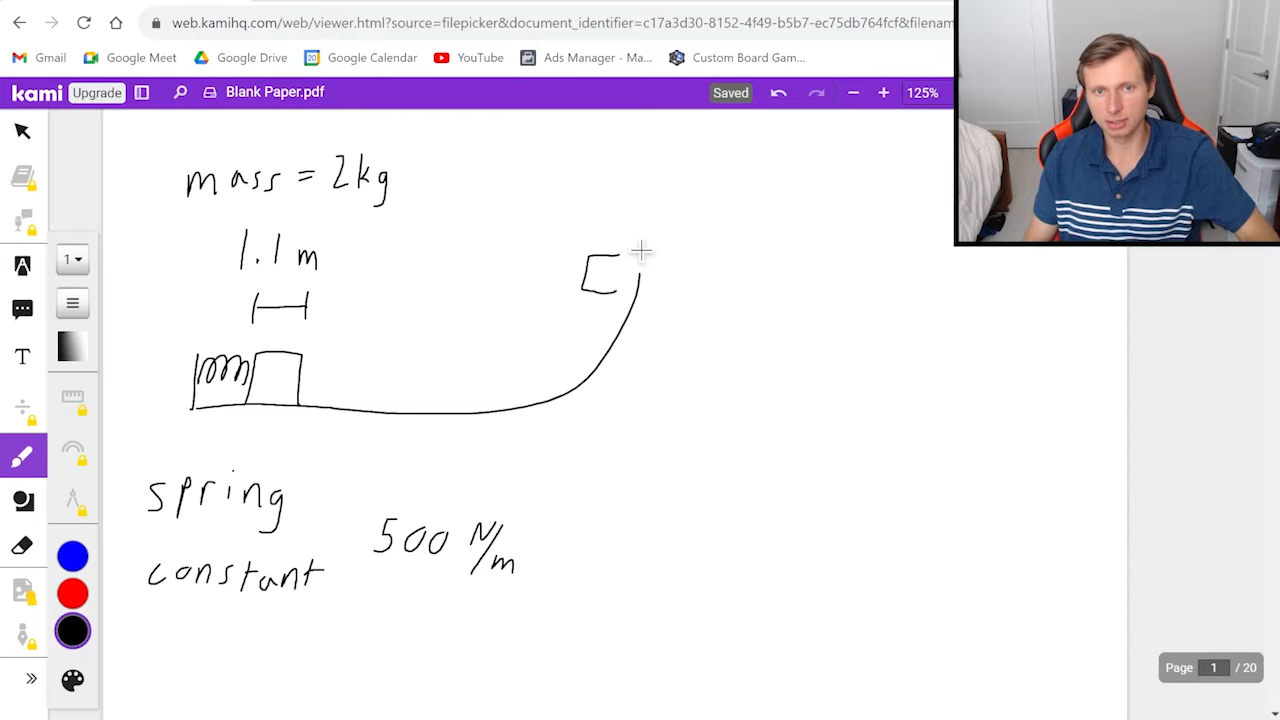 web.kamihq.com/web/viewer.html?source=filepicker&document_identifier=c17a3d30-8152-4f49-b5b7-ec75db764fcf&filenam
Gmail Google Meet Google Drive 20 Google Calendar YouTube Ads Manager - Ma... Custom Board Gam...
kami Upgrade Blank Paper.pdf Saved 125%
mass = 2kg
1.1 m
1
T
spring
constant 500 N/m
Page 1 / 20